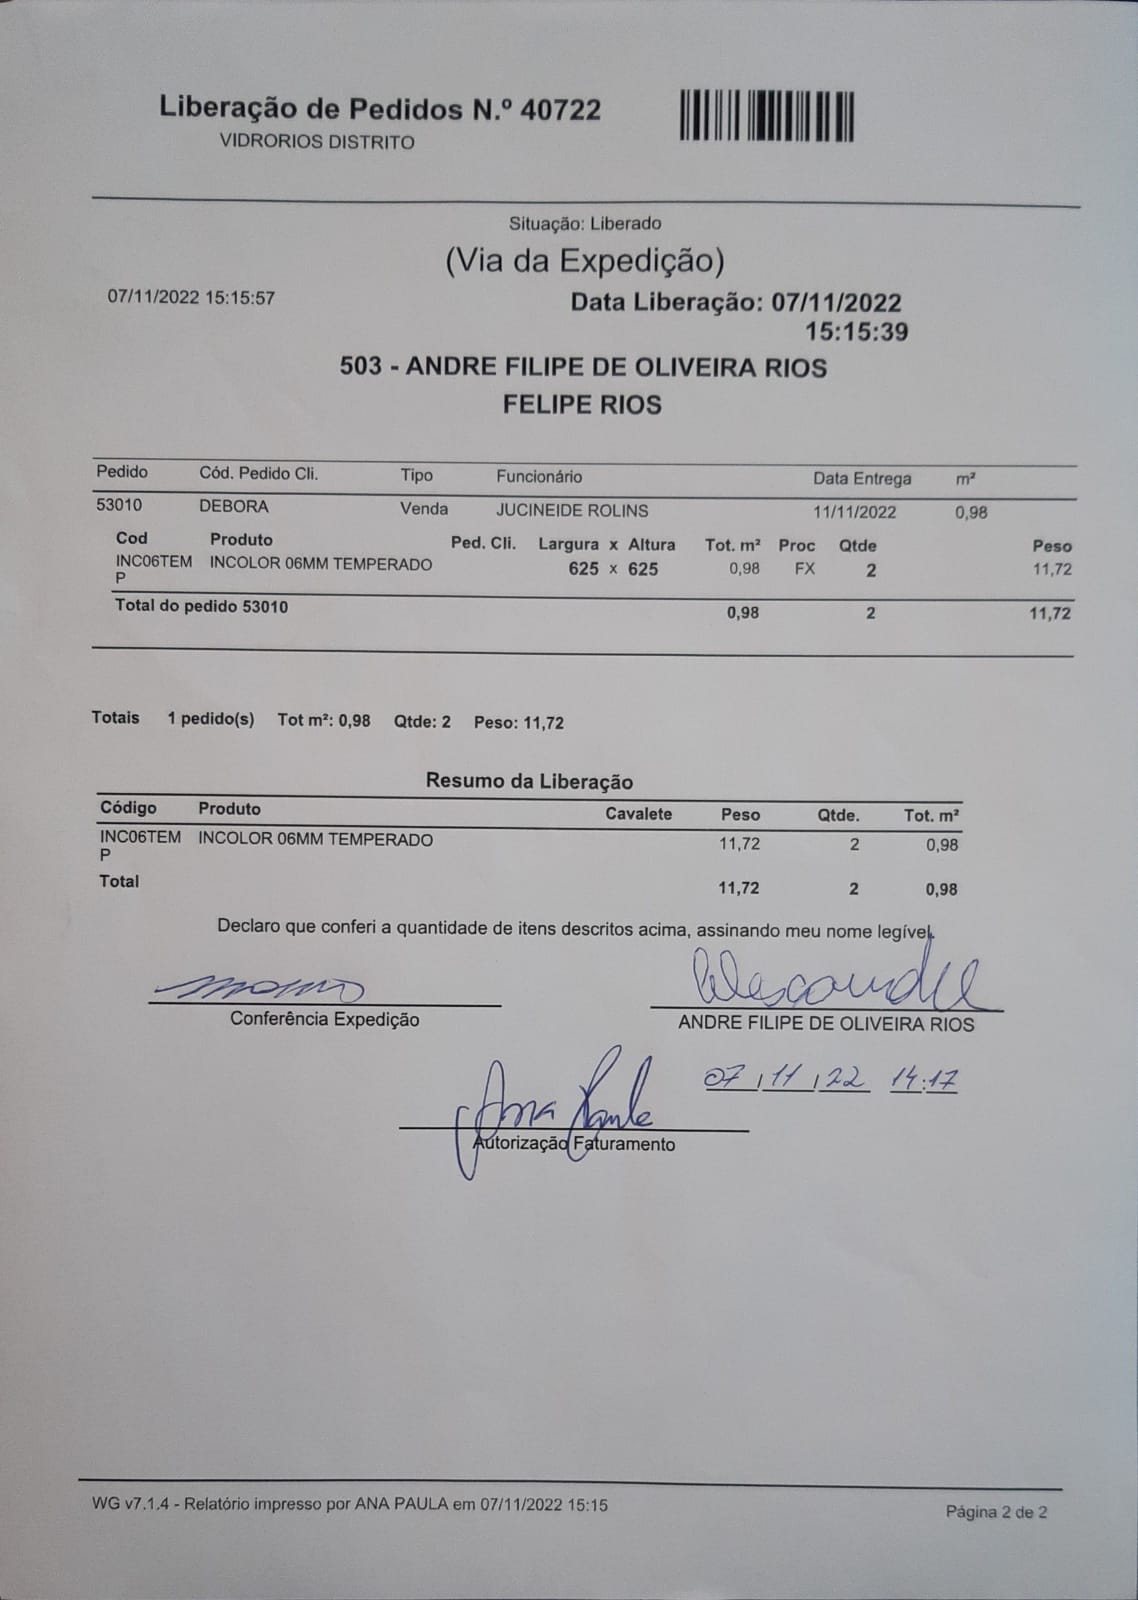 Liberação de Pedidos N.º 40722
VIDRORIOS DISTRITO
Situação: Liberado
(Via da Expedição)
07/11/2022 15:15:57
Data Liberação: 07/11/2022
15:15:39
503 - ANDRE FILIPE DE OLIVEIRA RIOS
FELIPE RIOS
Pedido Cód. Pedido Cli. Tipo Funcionário Data Entrega m²
53010 DEBORA Venda JUCINEIDE ROLINS 11/11/2022 0,98
Cod Produto Ped. Cli. Largura x Altura Tot. m² Proc Qtde Peso
INC06TEM INCOLOR 06MM TEMPERADO 625 x 625 0,98 FX 2 11,72
P
Total do pedido 53010 0,98 2 11,72
Totais 1 pedido(s) Tot m²: 0,98 Qtde: 2 Peso: 11,72
Resumo da Liberação
Código Produto Cavalete Peso Qtde. Tot. m²
INC06TEM INCOLOR 06MM TEMPERADO 11,72 2 0,98
P
Total 11,72 2 0,98
Declaro que conferi a quantidade de itens descritos acima, assinando meu nome legível.
Conferência Expedição
ANDRE FILIPE DE OLIVEIRA RIOS
07/11/22 14:17
Ana Paula
Autorização Faturamento
WG v7.1.4 - Relatório impresso por ANA PAULA em 07/11/2022 15:15
Página 2 de 2